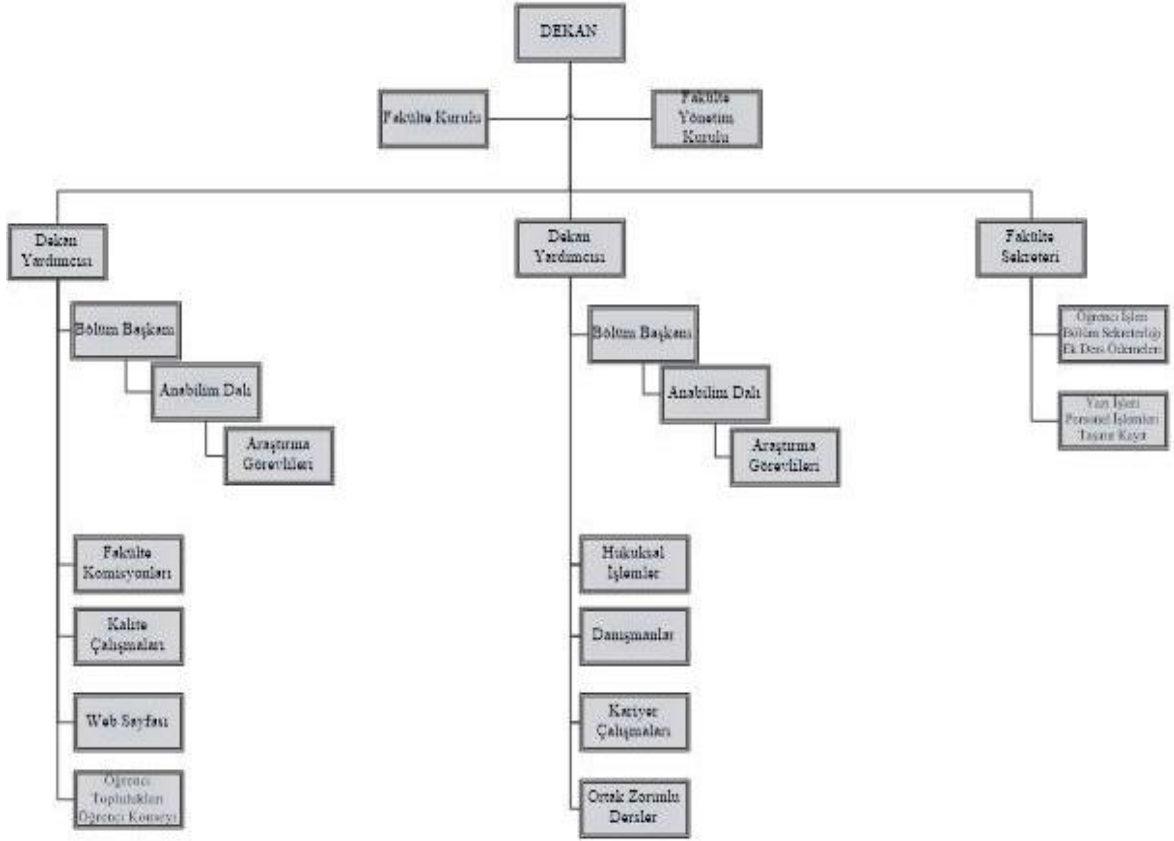 DEKAN
Fakülte Kurulu
Fakülte
Yönetim
Kurulu
Dekan
Yardımcısı
Dekan
Yardımcısı
Fakülte
Sekreteri
Bölüm Başkanı
Anabilim Dalı
Araştırma
Görevlileri
Fakülte
Komisyonları
Kalite
Çalışmaları
Web Sayfası
Öğrenci
Toplulukları
Öğrenci Konseyi
Bölüm Başkanı
Anabilim Dalı
Araştırma
Görevlileri
Hukuksal
İşlemler
Danışmanlar
Kariyer
Çalışmaları
Ortak Zorunlu
Dersler
Öğrenci İşleri
Bölüm Sekreterliği
Ek Ders Ödemeleri
Yazı İşleri
Personel İşlemleri
Taşınır Kayıt